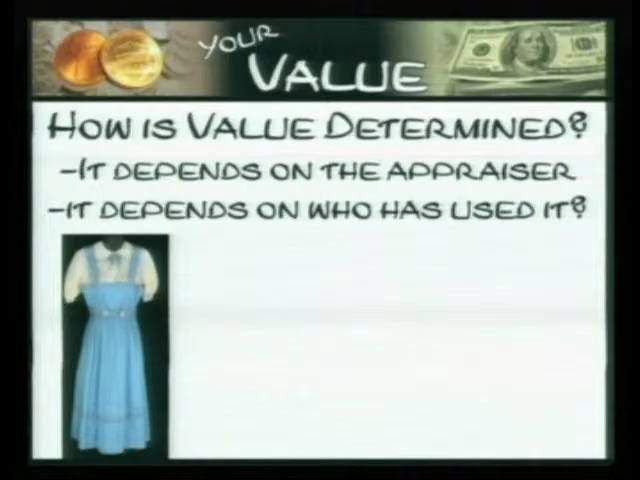 YOUR
VALUE
HOW IS VALUE DETERMINED?
-IT DEPENDS ON THE APPRAISER
-IT DEPENDS ON WHO HAS USED IT?